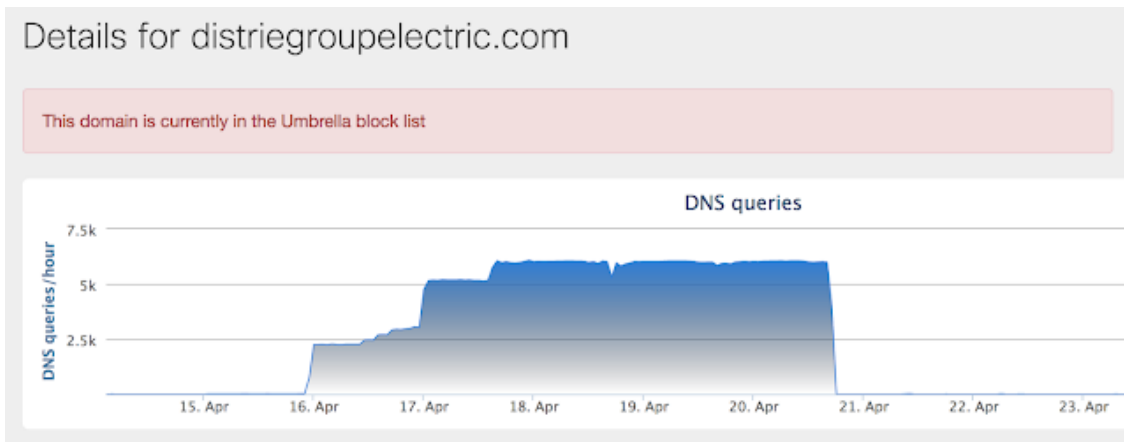 Details for distriegroupelectric.com
This domain is currently in the Umbrella block list
DNS queries
DNS queries/hour
7.5k
5k
2.5k
15. Apr 16. Apr 17. Apr 18. Apr 19. Apr 20. Apr 21. Apr 22. Apr 23. Apr